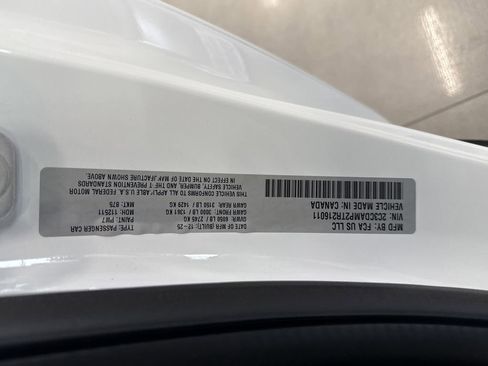 MFD BY: FCA US LLC
DATE OF MFR (BUILT): 12-25
GVWR: 6050 LB / 2745 KG
GAWR FRONT: 3000 LB / 1361 KG
GAWR REAR: 3150 LB / 1429 KG
THIS VEHICLE CONFORMS TO ALL APPLICABLE U.S.A. FEDERAL MOTOR
VEHICLE SAFETY, BUMPER, AND THEFT PREVENTION STANDARDS
IN EFFECT ON THE DATE OF MANUFACTURE SHOWN ABOVE.
VIN:
VEHICLE MADE IN: CANADA
TYPE: PASSENGER CAR
PAINT: PW7
MDH: 172511
MXT: 875